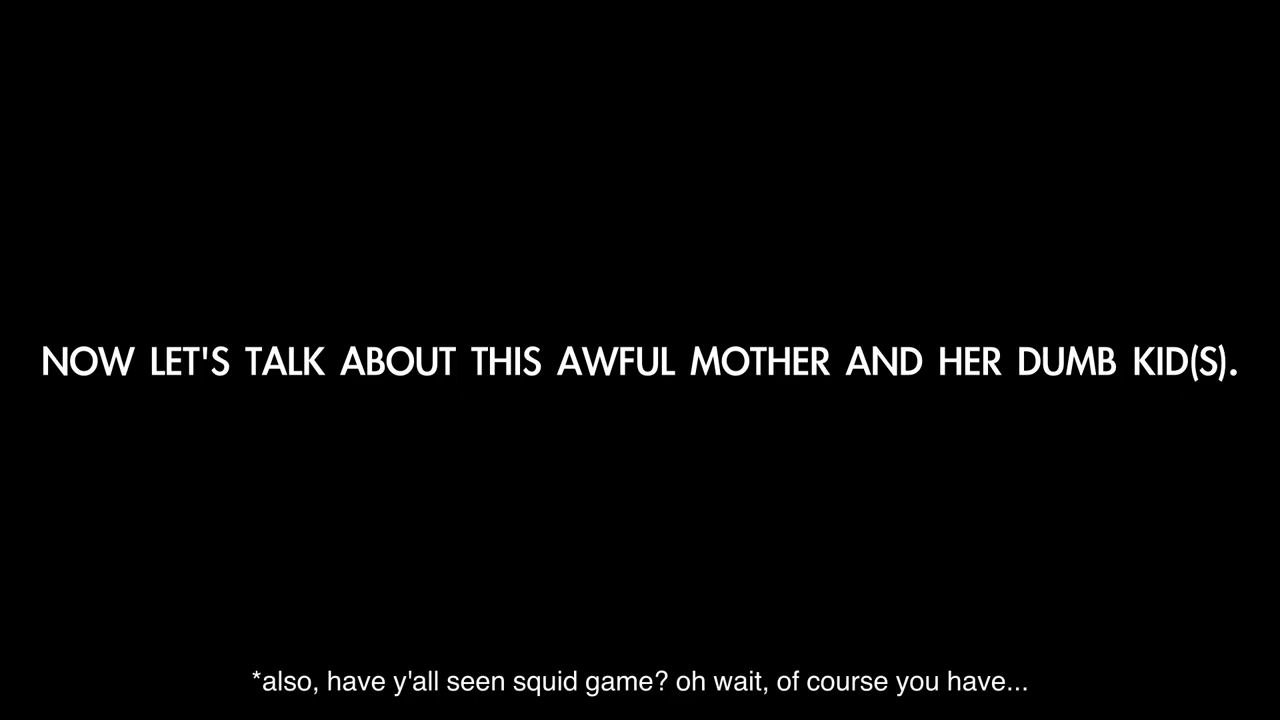 NOW LET'S TALK ABOUT THIS AWFUL MOTHER AND HER DUMB KID(S).
*also, have y'all seen squid game? oh wait, of course you have...